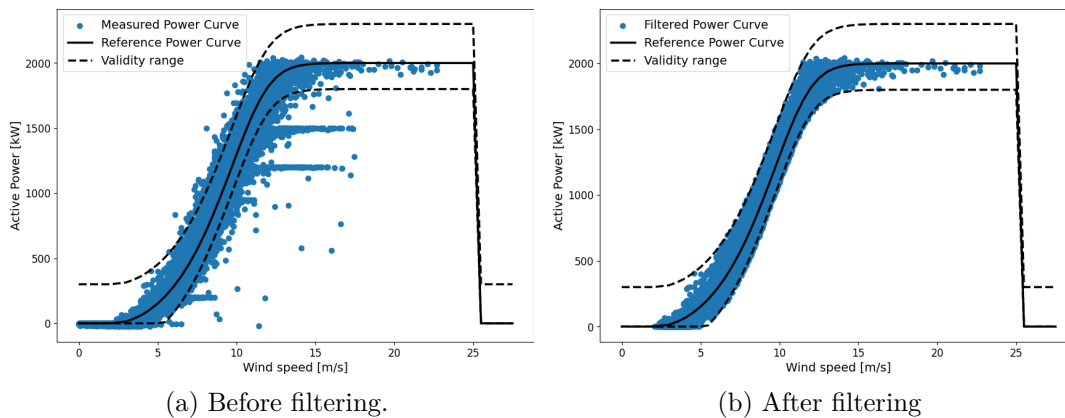 Measured Power Curve
Reference Power Curve
Validity range
2000
1500
1000
500
0
Active Power [kW]
0 5 10 15 20 25
Wind speed [m/s]
(a) Before filtering.
Filtered Power Curve
Reference Power Curve
Validity range
2000
1500
1000
500
0
Active Power [kW]
0 5 10 15 20 25
Wind speed [m/s]
(b) After filtering